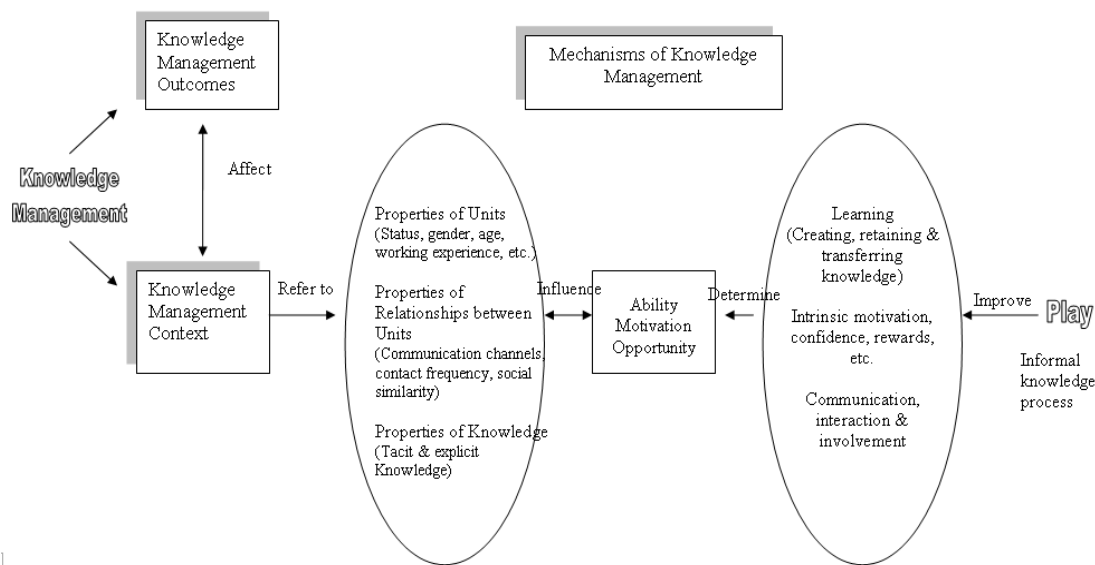 Knowledge
Management
Outcomes
Mechanisms of Knowledge
Management
Knowledge
Management
Affect
Knowledge
Management
Context
Refer to
Properties of Units
(Status, gender, age,
working experience, etc.)
Properties of
Relationships between
Units
(Communication channels,
contact frequency, social
similarity)
Properties of Knowledge
(Tacit & explicit
Knowledge)
Influence
Ability
Motivation
Opportunity
Determine
Learning
(Creating, retaining &
transferring
knowledge)
Intrinsic motivation,
confidence, rewards,
etc.
Communication,
interaction &
involvement
Improve
Play
Informal
knowledge
process